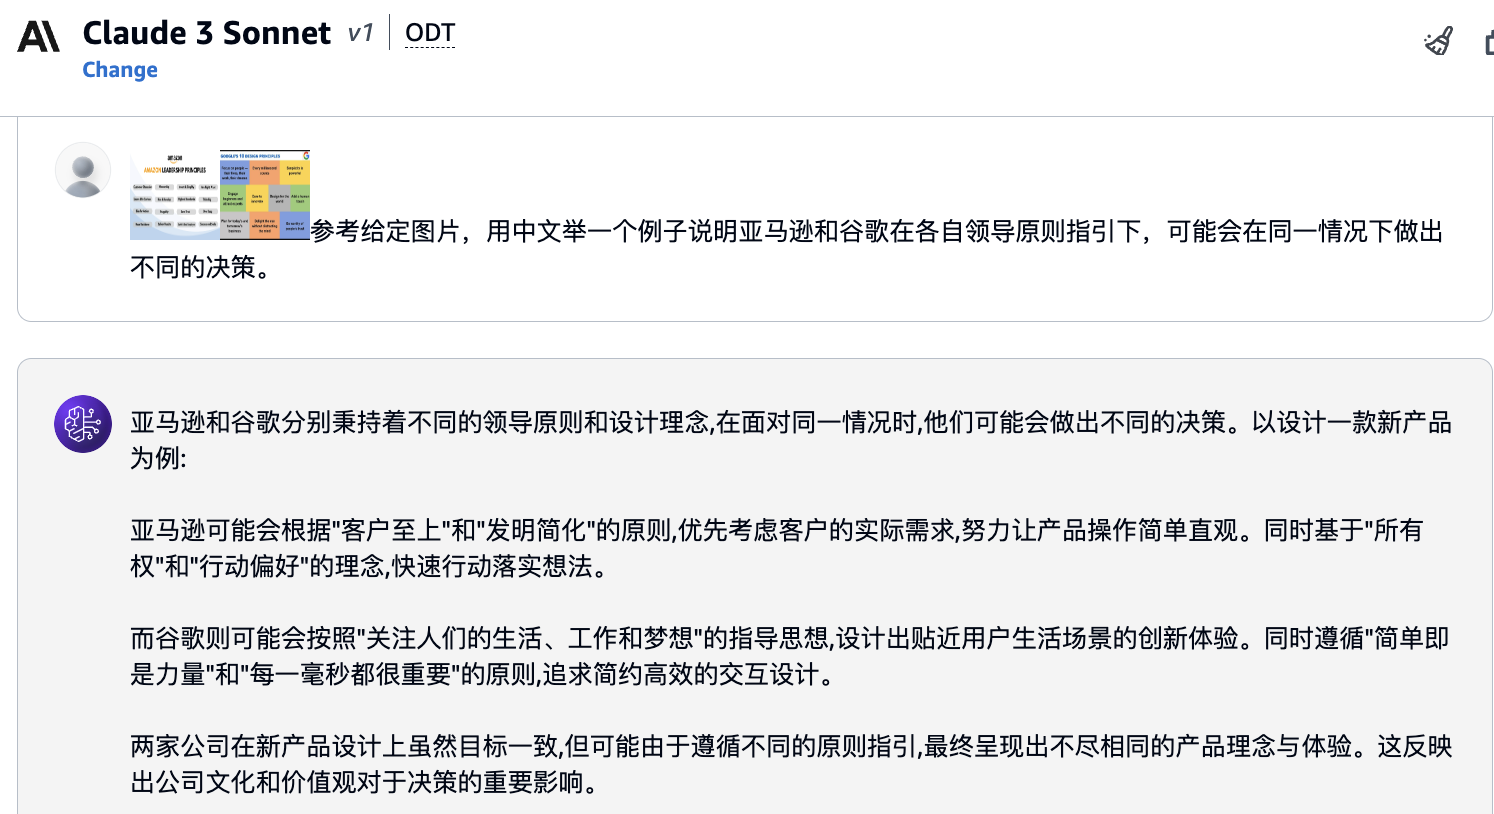 Claude 3 Sonnet v1 | ODT
Change
AMAZON LEADERSHIP PRINCIPLES
GOOGLE'S 10 DESIGN PRINCIPLES
参考给定图片，用中文举一个例子说明亚马逊和谷歌在各自领导原则指引下，可能会在同一情况下做出
不同的决策。
亚马逊和谷歌分别秉持着不同的领导原则和设计理念,在面对同一情况时,他们可能会做出不同的决策。以设计一款新产品
为例:
亚马逊可能会根据"客户至上"和"发明简化"的原则,优先考虑客户的实际需求,努力让产品操作简单直观。同时基于"所有
权"和"行动偏好"的理念,快速行动落实想法。
而谷歌则可能会按照"关注人们的生活、工作和梦想"的指导思想,设计出贴近用户生活场景的创新体验。同时遵循"简单即
是力量"和"每一毫秒都很重要"的原则,追求简约高效的交互设计。
两家公司在新产品设计上虽然目标一致,但可能由于遵循不同的原则指引,最终呈现出不尽相同的产品理念与体验。这反映
出公司文化和价值观对于决策的重要影响。